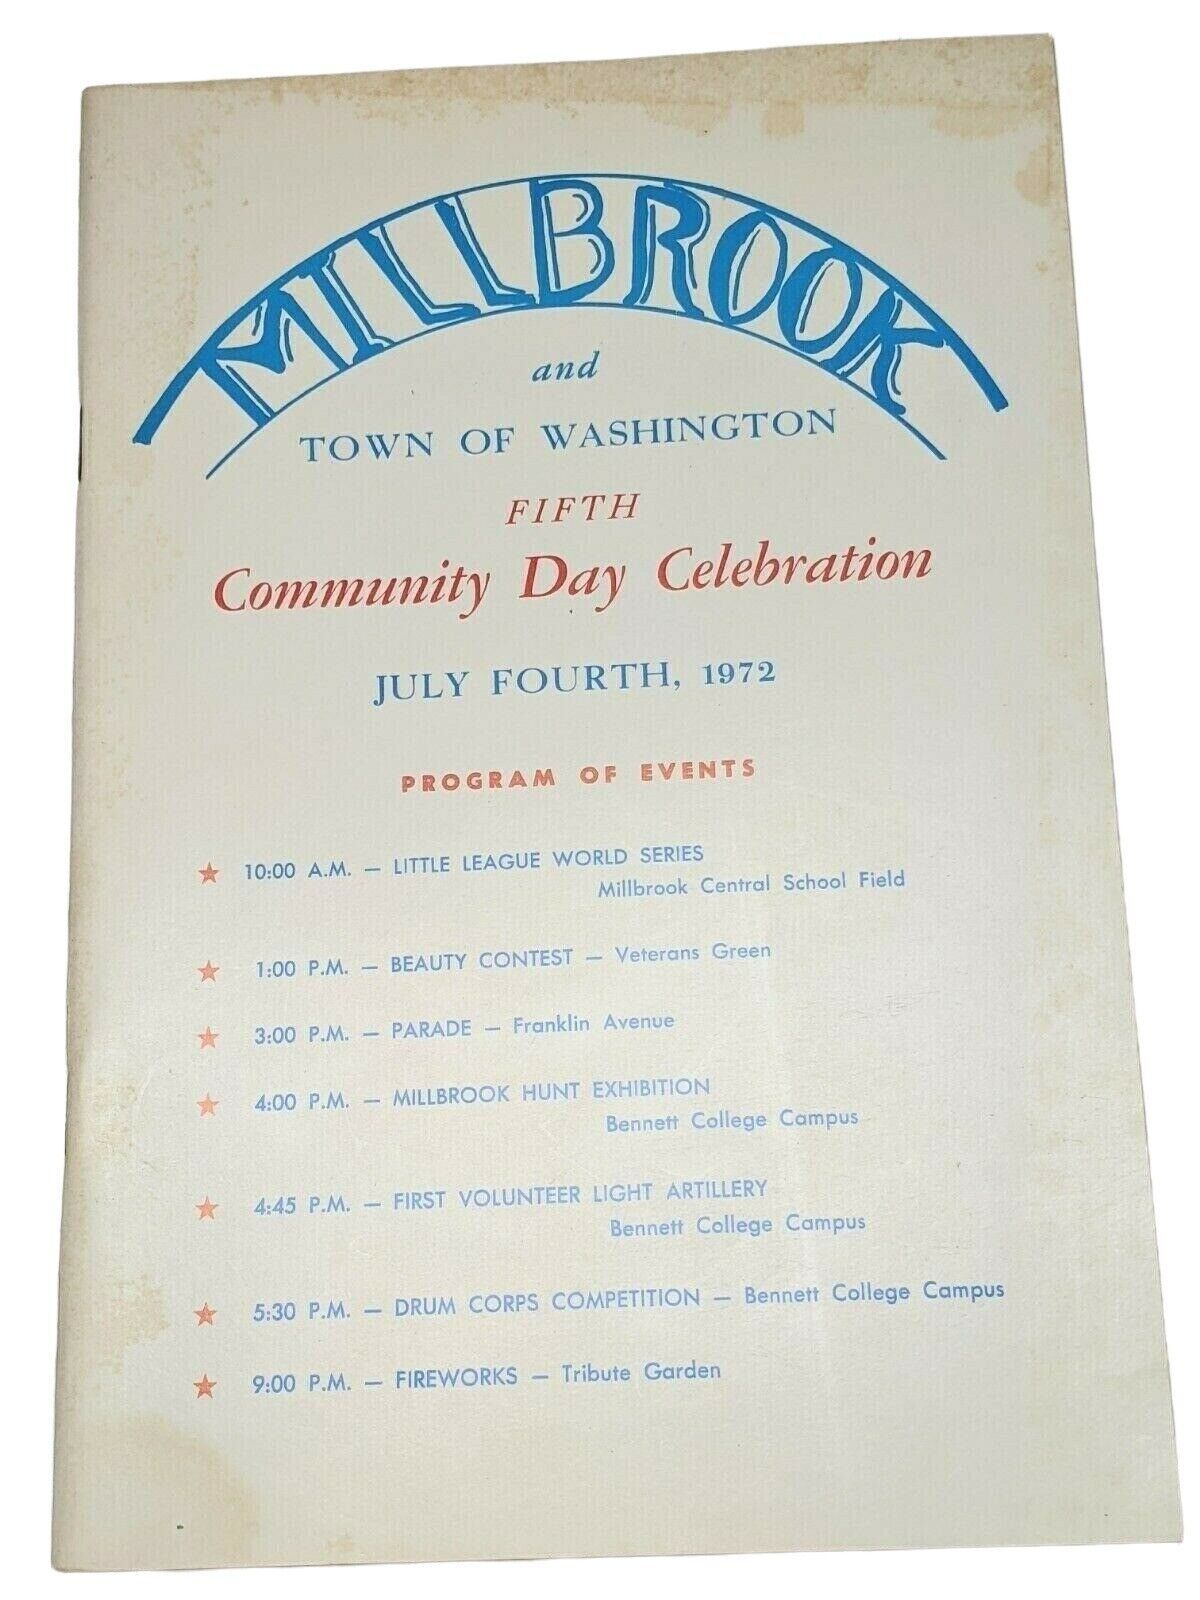 MILLBROOK
and
TOWN OF WASHINGTON
FIFTH
Community Day Celebration
JULY FOURTH, 1972
PROGRAM OF EVENTS
★ 10:00 A.M. — LITTLE LEAGUE WORLD SERIES
Millbrook Central School Field
★ 1:00 P.M. — BEAUTY CONTEST — Veterans Green
★ 3:00 P.M. — PARADE — Franklin Avenue
★ 4:00 P.M. — MILLBROOK HUNT EXHIBITION
Bennett College Campus
★ 4:45 P.M. — FIRST VOLUNTEER LIGHT ARTILLERY
Bennett College Campus
★ 5:30 P.M. — DRUM CORPS COMPETITION — Bennett College Campus
★ 9:00 P.M. — FIREWORKS — Tribute Garden